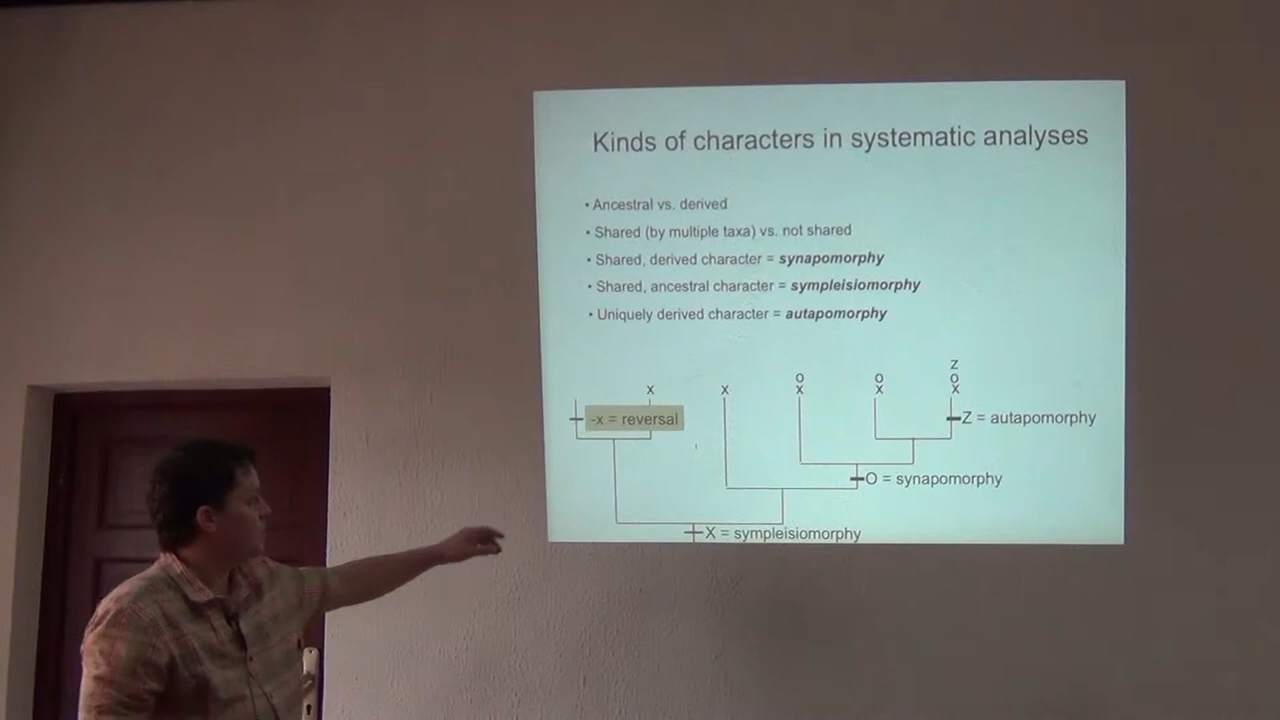 Kinds of characters in systematic analyses
• Ancestral vs. derived
• Shared (by multiple taxa) vs. not shared
• Shared, derived character = synapomorphy
• Shared, ancestral character = sympleisiomorphy
• Uniquely derived character = autapomorphy
Z
O O O
X X X X X
-x = reversal
Z = autapomorphy
O = synapomorphy
X = sympleisiomorphy